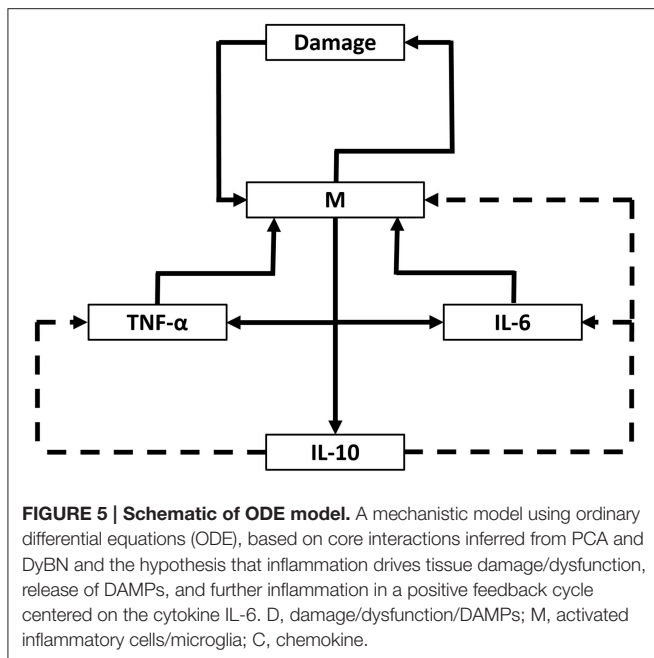 Damage
M
TNF-α
IL-6
IL-10
FIGURE 5 | Schematic of ODE model. A mechanistic model using ordinary
differential equations (ODE), based on core interactions inferred from PCA and
DyBN and the hypothesis that inflammation drives tissue damage/dysfunction,
release of DAMPs, and further inflammation in a positive feedback cycle
centered on the cytokine IL-6. D, damage/dysfunction/DAMPs; M, activated
inflammatory cells/microglia; C, chemokine.